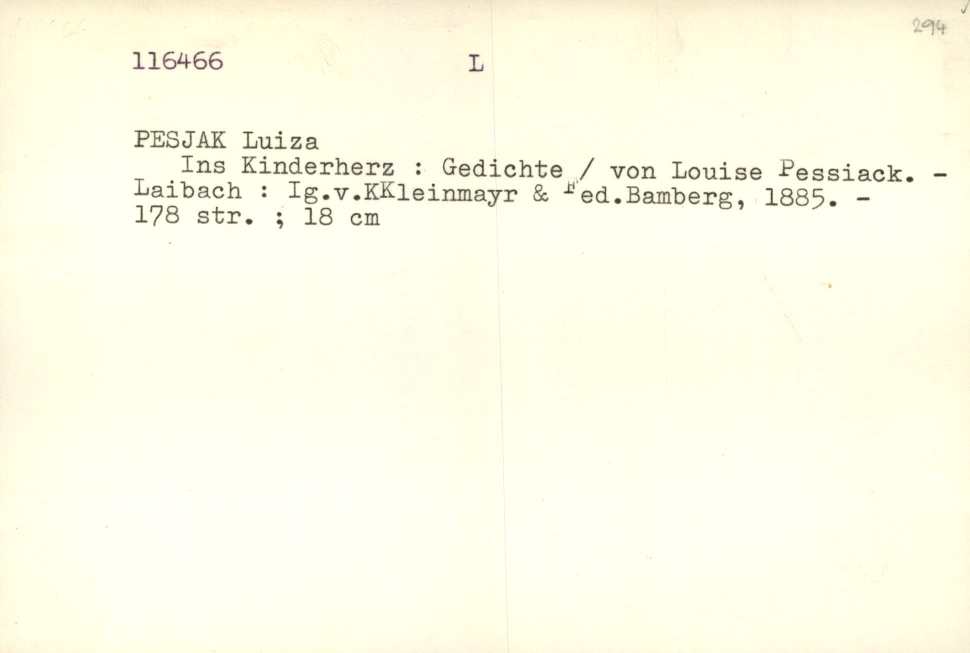 294
116466 L
PESJAK Luiza
Ins Kinderherz : Gedichte / von Louise Pessiack. -
Laibach : Ig.v.KKleinmayr & Fed.Bamberg, 1885. -
178 str. ; 18 cm